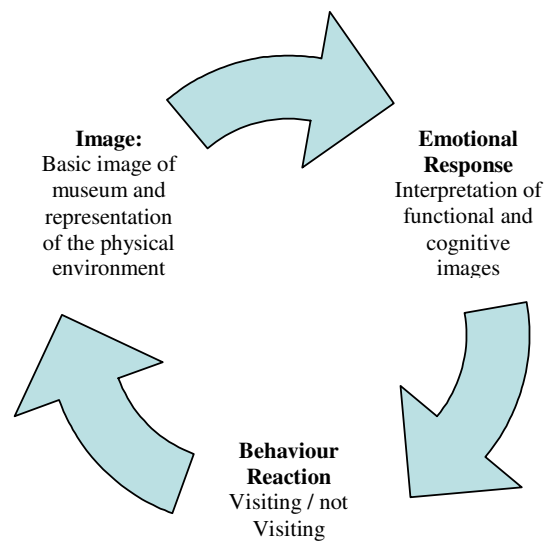 Image:
Basic image of
museum and
representation
of the physical
environment
Emotional
Response
Interpretation of
functional and
cognitive
images
Behaviour
Reaction
Visiting / not
Visiting